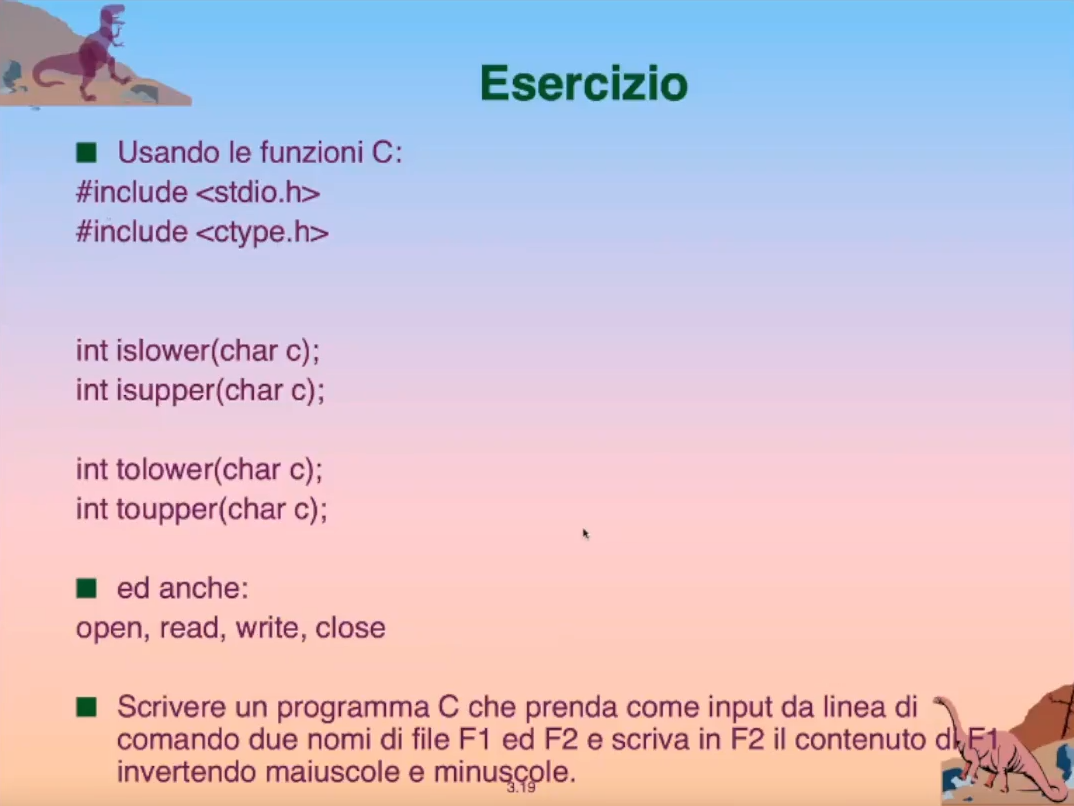 Esercizio
Usando le funzioni C:
#include <stdio.h>
#include <ctype.h>
int islower(char c);
int isupper(char c);
int tolower(char c);
int toupper(char c);
ed anche:
open, read, write, close
Scrivere un programma C che prenda come input da linea di
comando due nomi di file F1 ed F2 e scriva in F2 il contenuto di F1
invertendo maiuscole e minuscole.
3.19